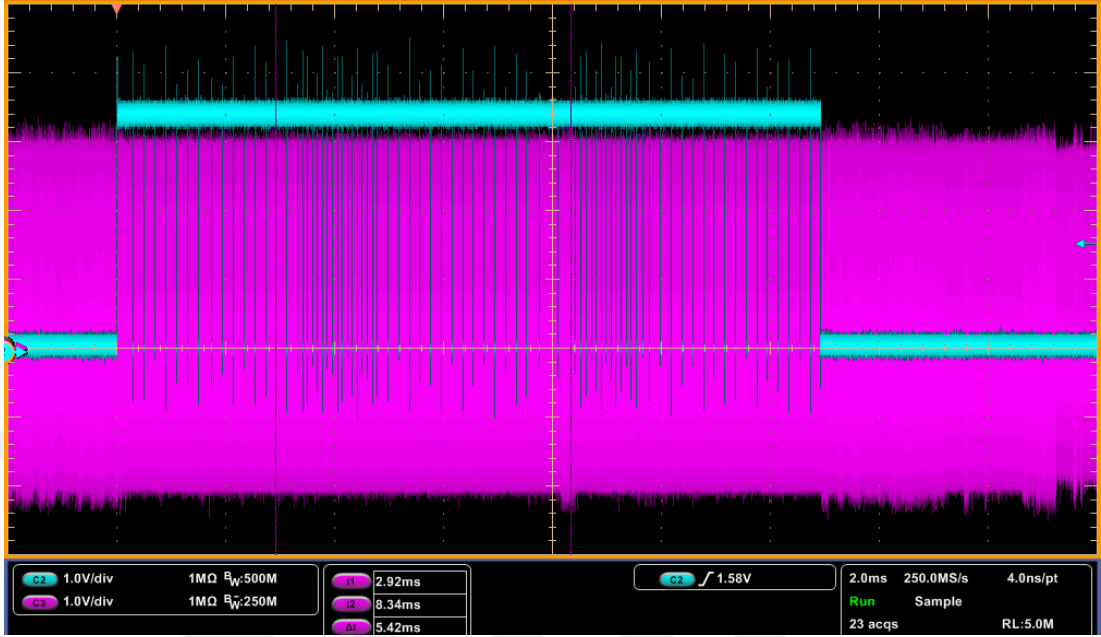 C2 1.0V/div 1MΩ BW:500M
C3 1.0V/div 1MΩ BW:250M
t1 2.92ms
t2 8.34ms
Δt 5.42ms
C2 1.58V
2.0ms 250.0MS/s 4.0ns/pt
Run Sample
23 acqs RL:5.0M